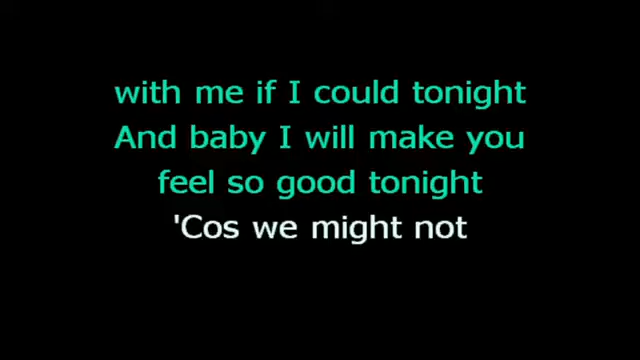 with me if I could tonight
And baby I will make you
feel so good tonight
'Cos we might not